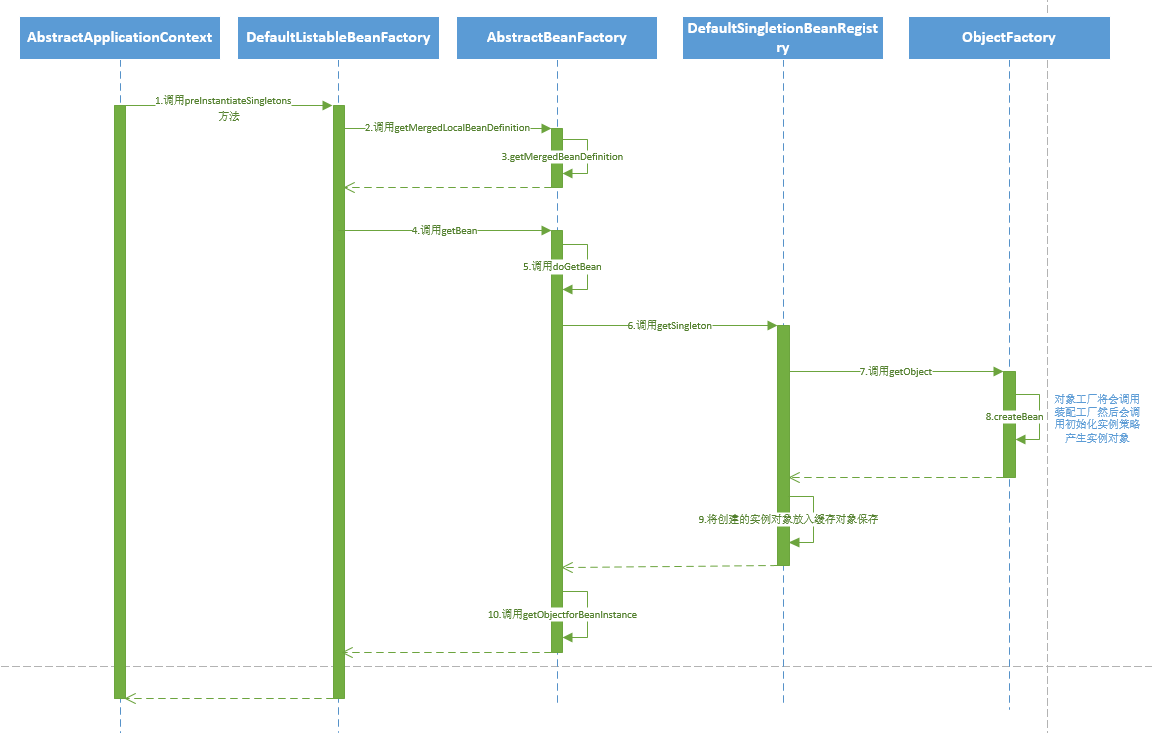 AbstractApplicationContext
DefaultListableBeanFactory
AbstractBeanFactory
DefaultSingletionBeanRegist
ry
ObjectFactory
1.调用preInstantiateSingletons
方法
2.调用getMergedLocalBeanDefinition
3.getMergedBeanDefinition
4.调用getBean
5.调用doGetBean
6.调用getSingleton
7.调用getObject
8.createBean
对象工厂将会调用
装配工厂然后会调
用初始化实例策略
产生实例对象
9.将创建的实例对象放入缓存对象保存
10.调用getObjectforBeanInstance